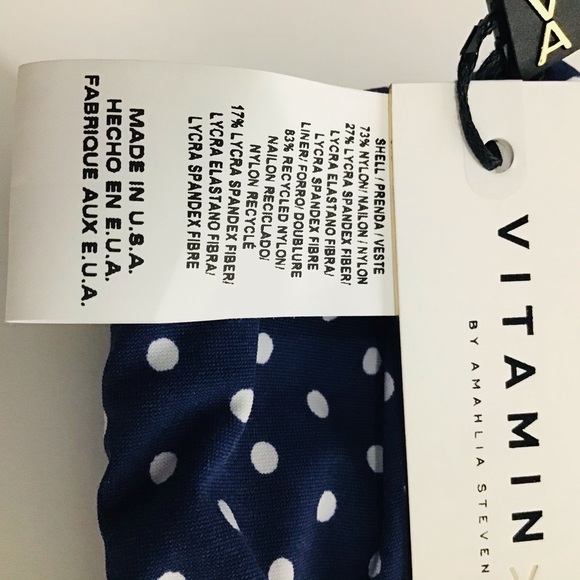 SHELL / PRENDA / VESTE
73% NYLON/ NAILON / NYLON
27% LYCRA SPANDEX FIBER/
LYCRA ELASTANO FIBRA/
LYCRA SPANDEX FIBRE
LINER/ FORRO/ DOUBLURE
83% RECYCLED NYLON/
NAILON RECICLADO/
NYLON RECYCLÉ
17% LYCRA SPANDEX FIBER/
LYCRA ELASTANO FIBRA/
LYCRA SPANDEX FIBRE
MADE IN U.S.A.
HECHO EN E.U.A.
FABRIQUE AUX E.U.A.
VITAMIN
BY AMAHLIA STEVEN
VA